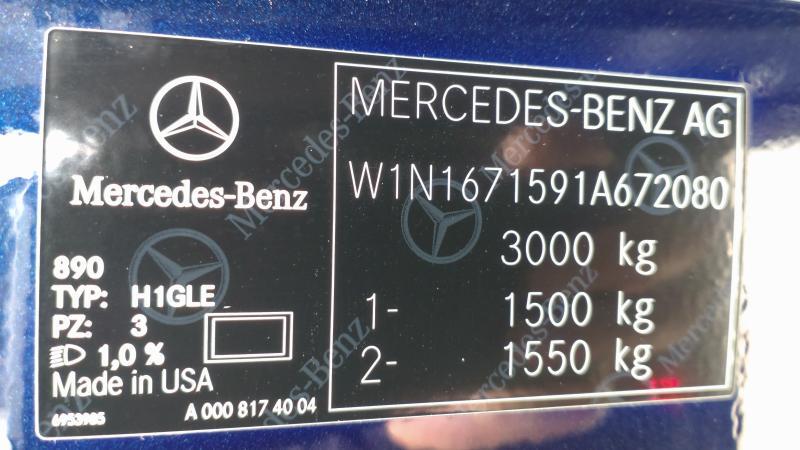 Mercedes-Benz
890
TYP: H1GLE
PZ: 3
1,0 %
Made in USA
6953985
A 000 817 40 04
MERCEDES-BENZ AG
W1N1671591A672080
3000 kg
1- 1500 kg
2- 1550 kg